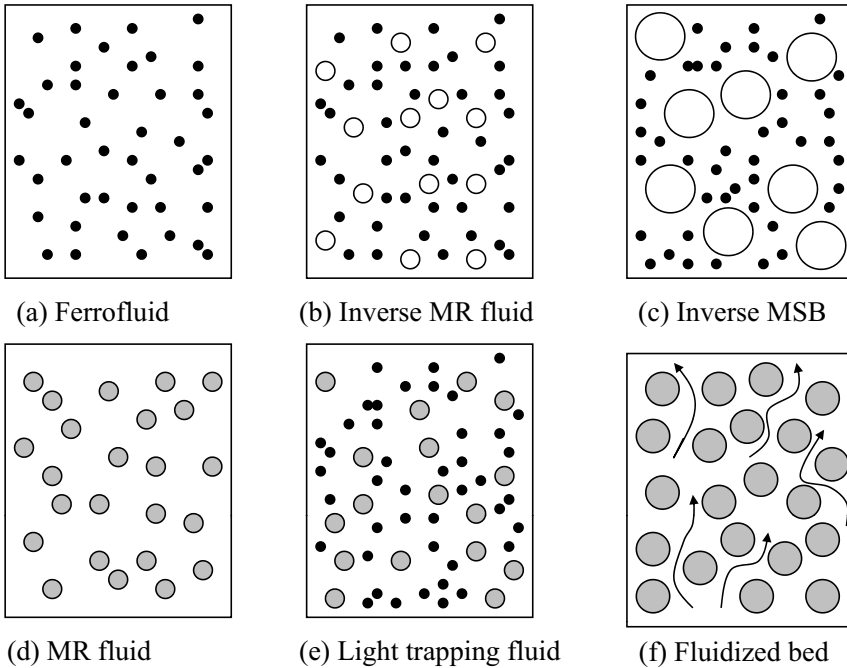 (a) Ferrofluid
(b) Inverse MR fluid
(c) Inverse MSB
(d) MR fluid
(e) Light trapping fluid
(f) Fluidized bed